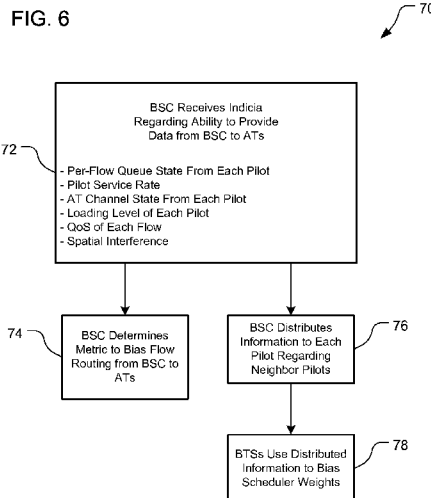 FIG. 6
70
BSC Receives Indicia
Regarding Ability to Provide
Data from BSC to ATs
72
- Per-Flow Queue State From Each Pilot
- Pilot Service Rate
- AT Channel State From Each Pilot
- Loading Level of Each Pilot
- QoS of Each Flow
- Spatial Interference
74
BSC Determines
Metric to Bias Flow
Routing from BSC to
ATs
BSC Distributes
Information to Each
Pilot Regarding
Neighbor Pilots
76
BTSs Use Distributed
Information to Bias
Scheduler Weights
78